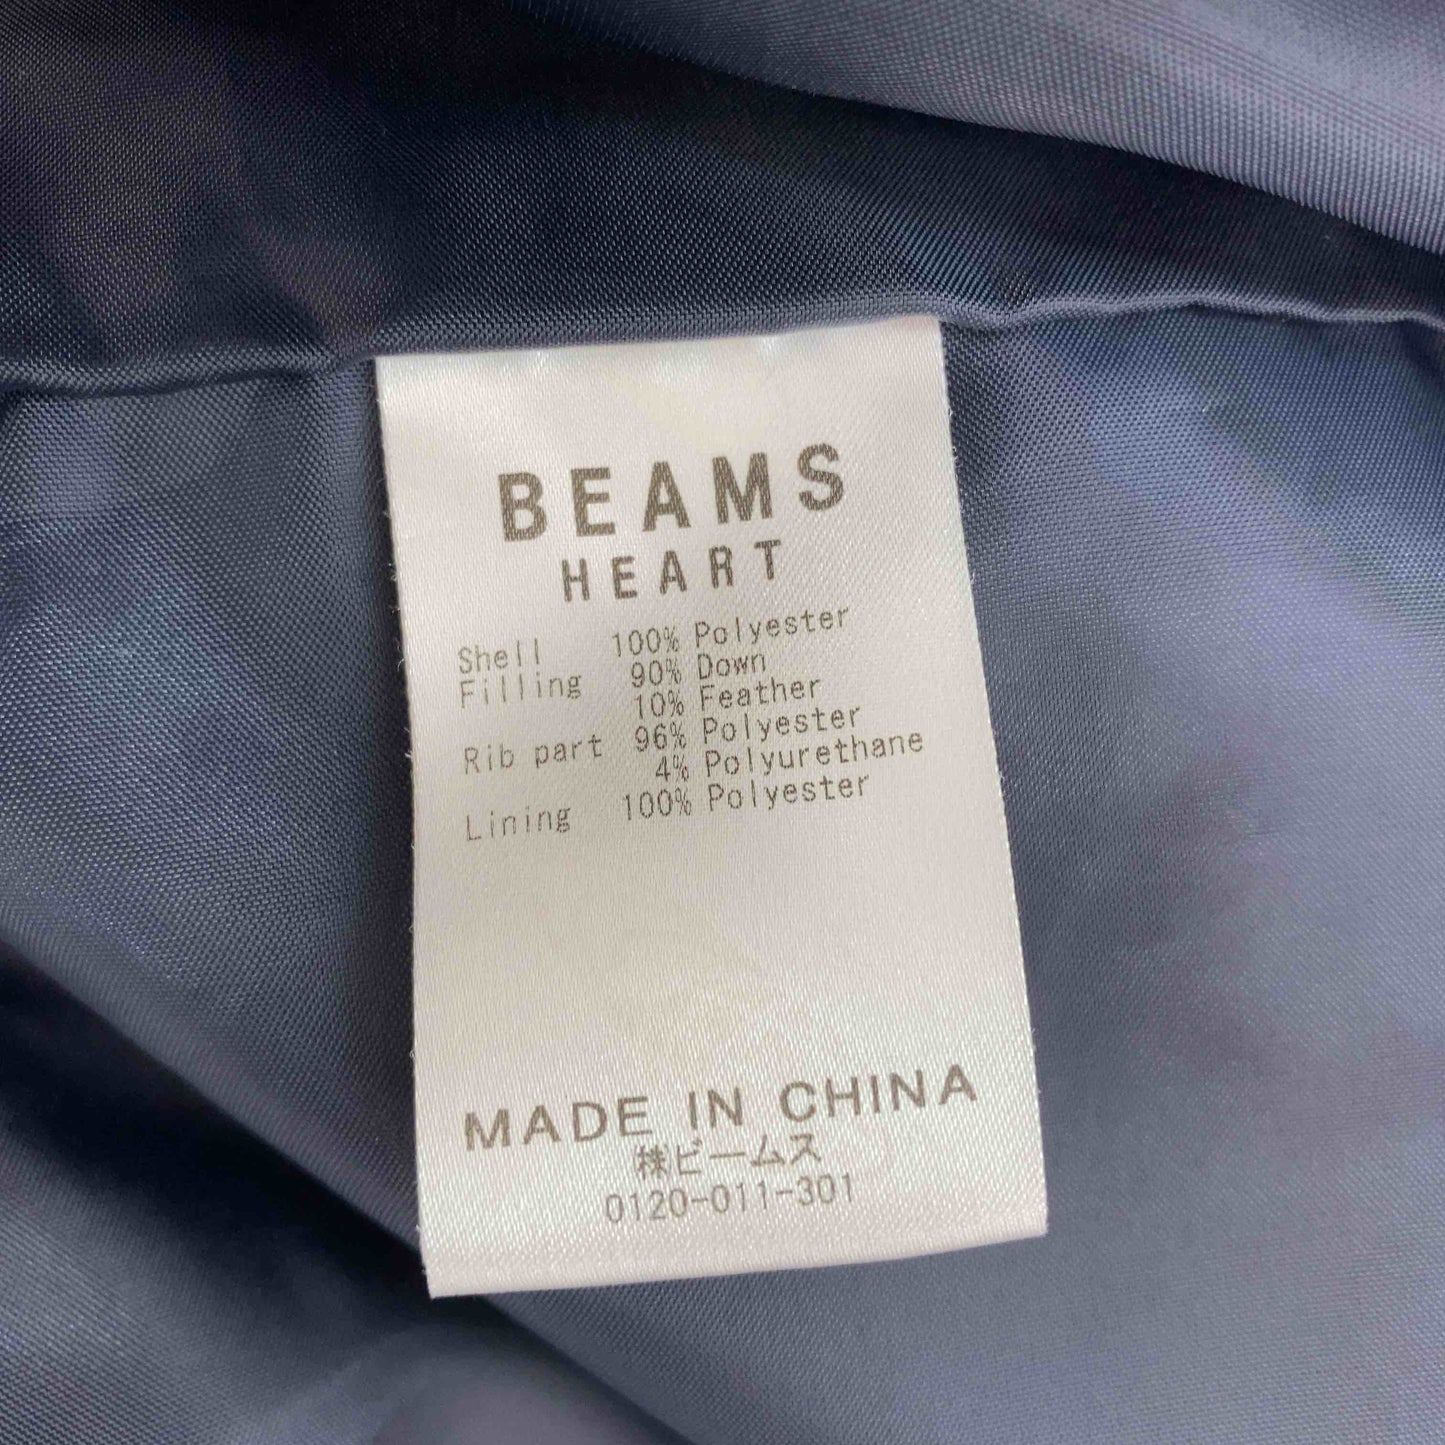 BEAMS
HEART
Shell 100% Polyester
Filling 90% Down
10% Feather
Rib part 96% Polyester
4% Polyurethane
Lining 100% Polyester
MADE IN CHINA
㈱ビームス
0120-011-301